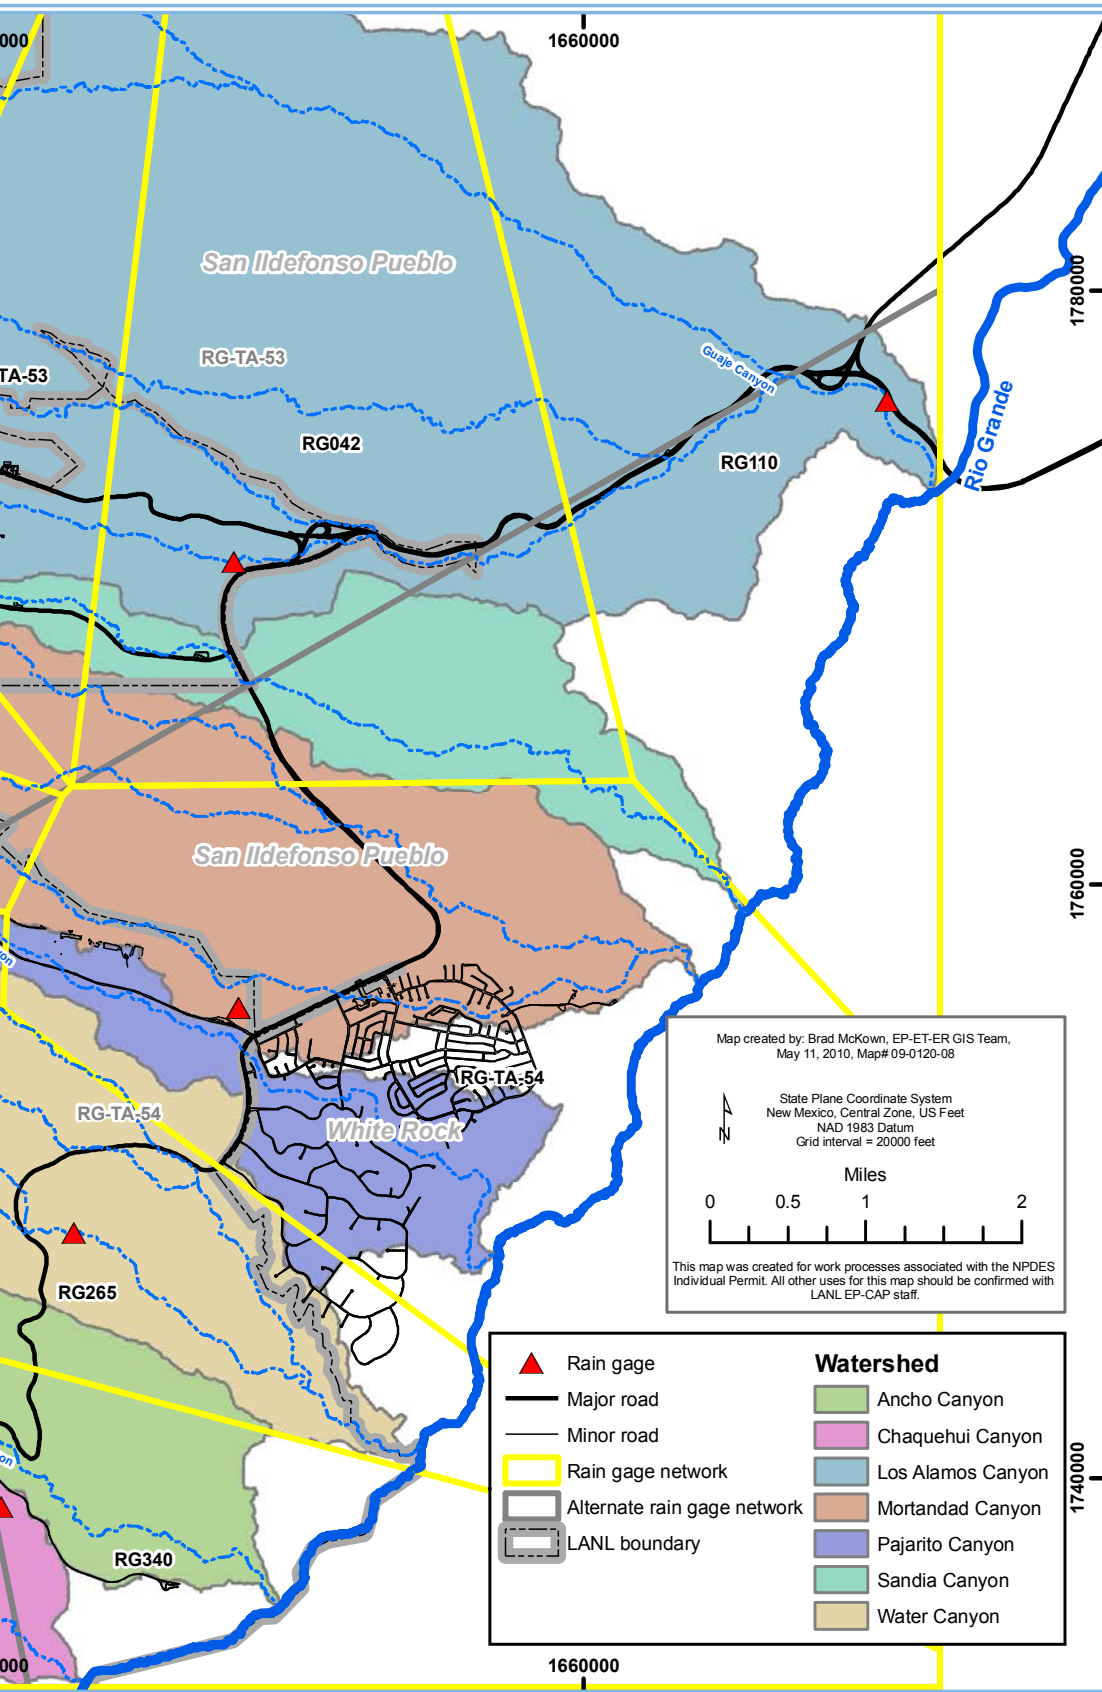 000
1660000
San Ildefonso Pueblo
1780000
RG-TA-53
Guaje Canyon
TA-53
Rio Grande
RG042
RG110
San Ildefonso Pueblo
1760000
on
RG-TA-54
RG-TA-54
White Rock
RG265
on
RG340
1740000
000
1660000
Map created by: Brad McKown, EP-ET-ER GIS Team,
May 11, 2010, Map# 09-0120-08
N
State Plane Coordinate System
New Mexico, Central Zone, US Feet
NAD 1983 Datum
Grid interval = 20000 feet
Miles
0 0.5 1 2
This map was created for work processes associated with the NPDES
Individual Permit. All other uses for this map should be confirmed with
LANL EP-CAP staff.
Rain gage
Major road
Minor road
Rain gage network
Alternate rain gage network
LANL boundary
Watershed
Ancho Canyon
Chaquehui Canyon
Los Alamos Canyon
Mortandad Canyon
Pajarito Canyon
Sandia Canyon
Water Canyon